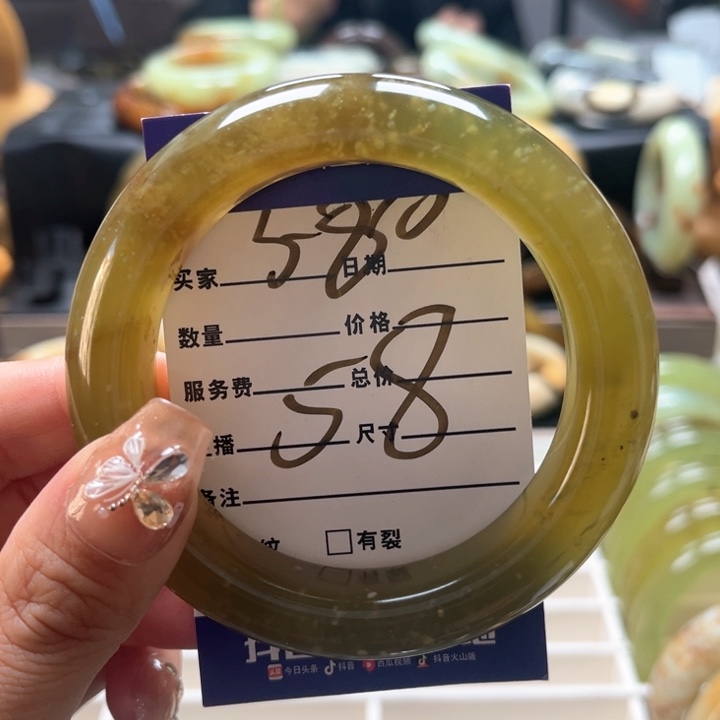 580
买家 日期
数量 价格
服务费 总价
58
播 尺寸
备注
纹 □有裂
今日头条 抖音 西瓜视频 抖音火山版